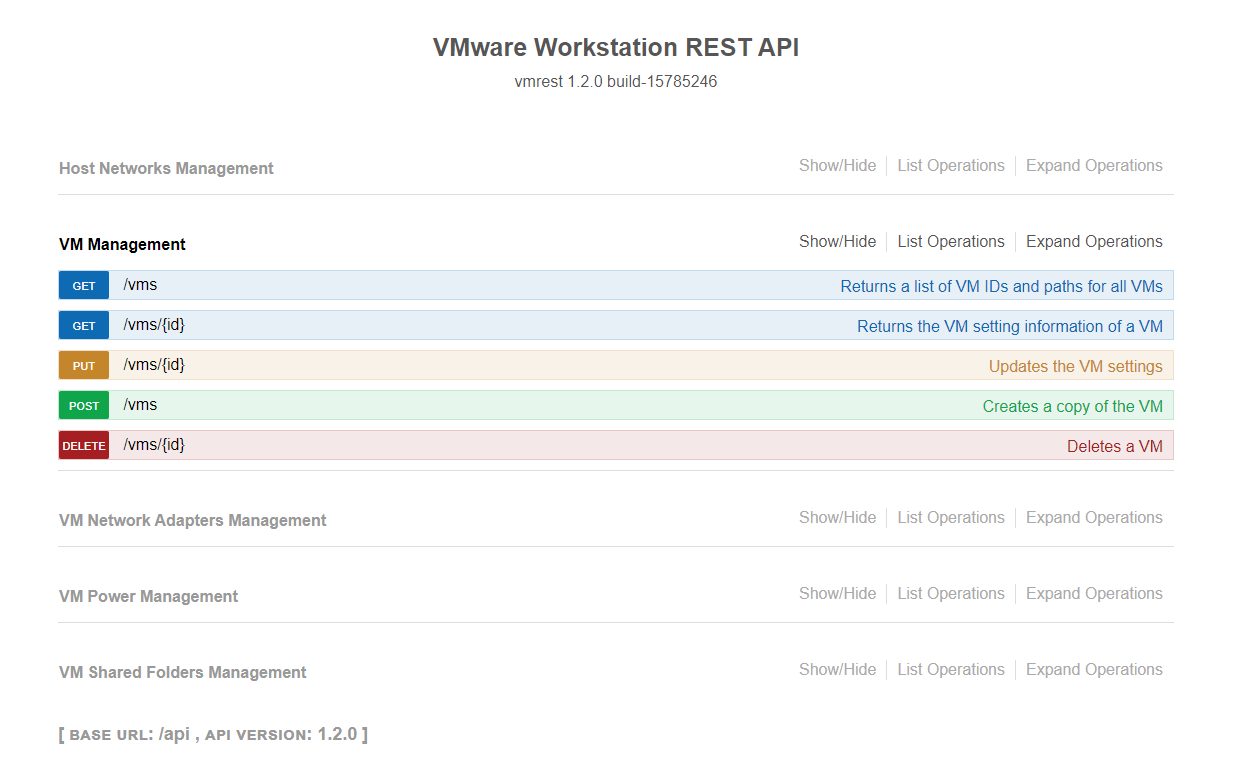 VMware Workstation REST API
vmrest 1.2.0 build-15785246
Host Networks Management Show/Hide List Operations Expand Operations
VM Management Show/Hide List Operations Expand Operations
GET /vms Returns a list of VM IDs and paths for all VMs
GET /vms/{id} Returns the VM setting information of a VM
PUT /vms/{id} Updates the VM settings
POST /vms Creates a copy of the VM
DELETE /vms/{id} Deletes a VM
VM Network Adapters Management Show/Hide List Operations Expand Operations
VM Power Management Show/Hide List Operations Expand Operations
VM Shared Folders Management Show/Hide List Operations Expand Operations
[ BASE URL: /api , API VERSION: 1.2.0 ]